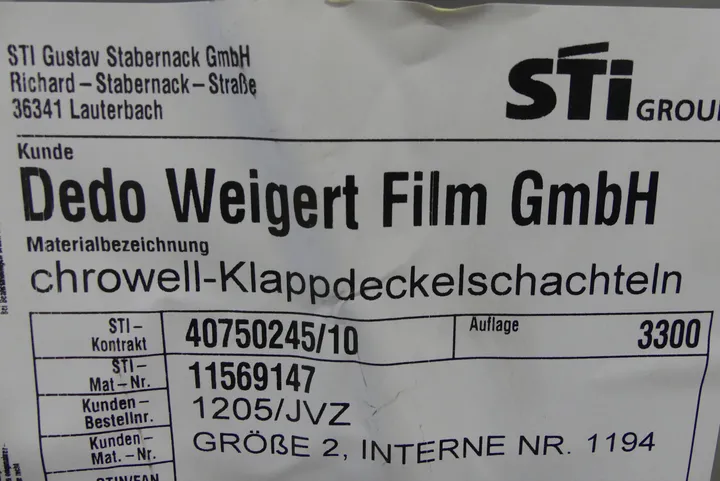 STI Gustav Stabernack GmbH
Richard-Stabernack-Straße
36341 Lauterbach
STi GROUP
Kunde
Dedo Weigert Film GmbH
Materialbezeichnung
chrowell-Klappdeckelschachteln
STI-Kontrakt 40750245/10 Auflage 3300
STI-Mat-Nr. 11569147
Kunden-Bestellnr. 1205/JVZ
Kunden-Mat.-Nr. GRÖßE 2, INTERNE NR. 1194